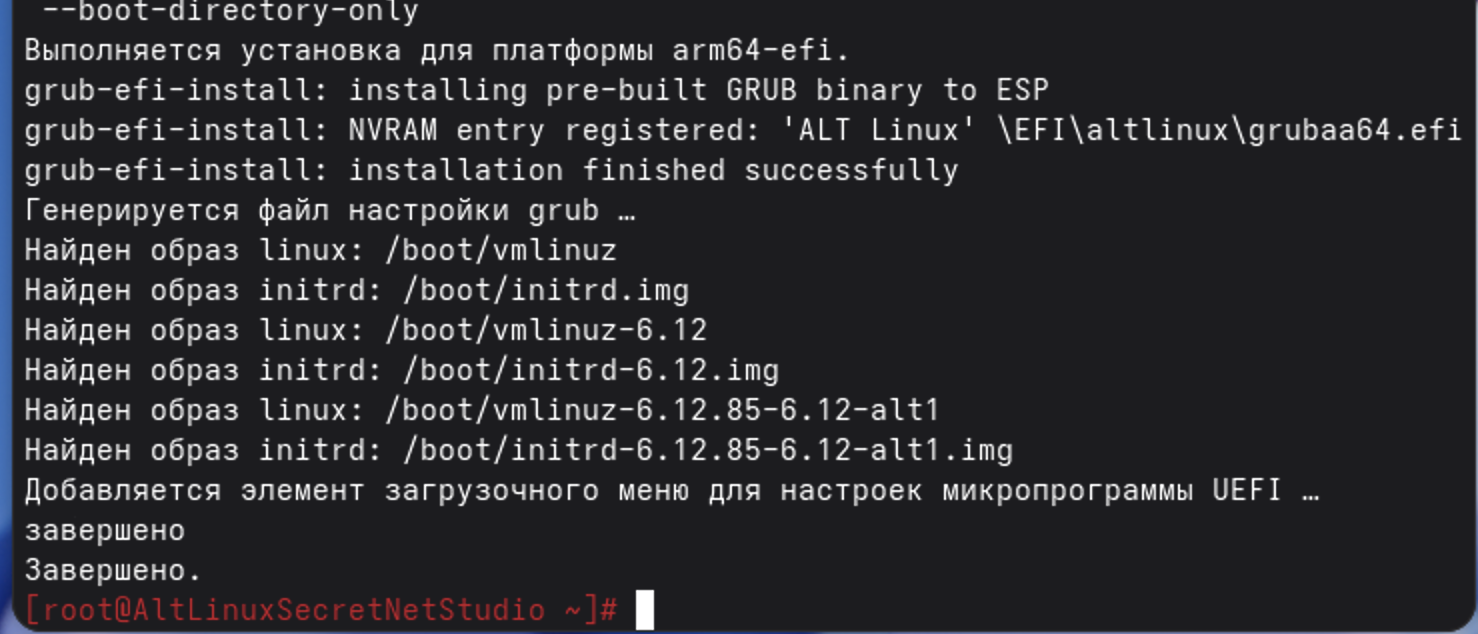 --boot-directory-only
Выполняется установка для платформы arm64-efi.
grub-efi-install: installing pre-built GRUB binary to ESP
grub-efi-install: NVRAM entry registered: 'ALT Linux' \EFI\altlinux\grubaa64.efi
grub-efi-install: installation finished successfully
Генерируется файл настройки grub …
Найден образ linux: /boot/vmlinuz
Найден образ initrd: /boot/initrd.img
Найден образ linux: /boot/vmlinuz-6.12
Найден образ initrd: /boot/initrd-6.12.img
Найден образ linux: /boot/vmlinuz-6.12.85-6.12-alt1
Найден образ initrd: /boot/initrd-6.12.85-6.12-alt1.img
Добавляется элемент загрузочного меню для настроек микропрограммы UEFI …
завершено
Завершено.
[root@AltLinuxSecretNetStudio ~]#